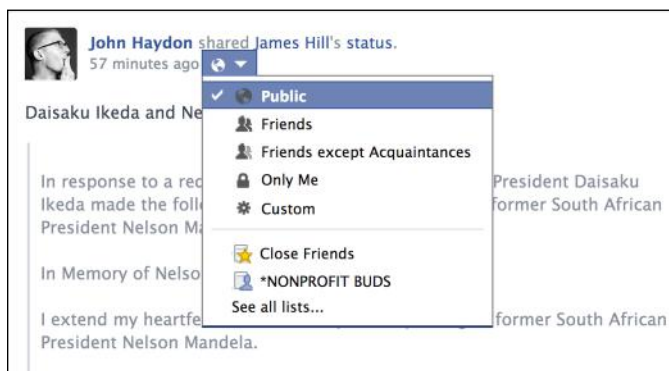 John Haydon shared James Hill's status.
57 minutes ago
Public
Daisaku Ikeda and Ne
Friends
Friends except Acquaintances
In response to a rec President Daisaku
Only Me
Ikeda made the foll former South African
Custom
President Nelson Ma
Close Friends
In Memory of Nelso
*NONPROFIT BUDS
See all lists...
I extend my heartfe former South African
President Nelson Mandela.